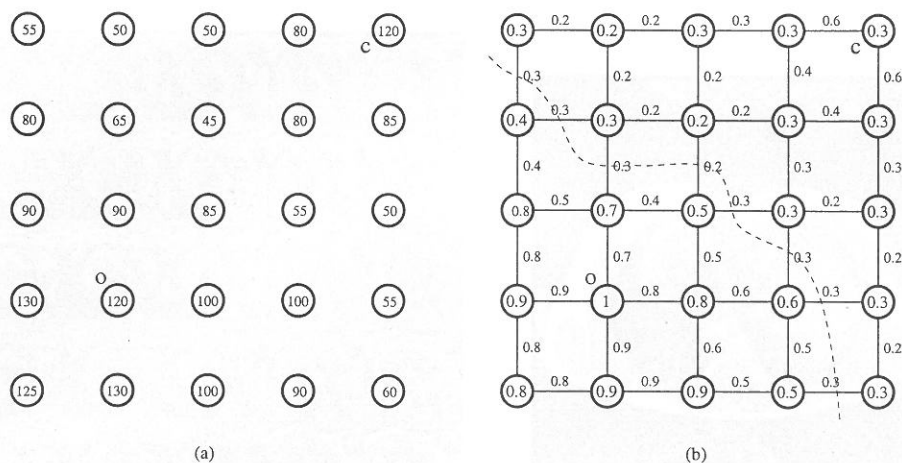 55 50 50 80 120
C
80 65 45 80 85
90 90 85 55 50
O
130 120 100 100 55
125 130 100 90 60
(a)
0.2 0.2 0.3 0.6
0.3 0.2 0.3 0.3 0.3
C
0.3 0.2 0.2 0.4 0.6
0.3 0.2 0.2 0.4
0.4 0.3 0.2 0.3 0.3
0.4 0.3 0.2 0.3 0.3
0.5 0.4 0.3 0.2
0.8 0.7 0.5 0.3 0.3
0.8 0.7 0.5 0.3 0.2
O
0.9 0.8 0.6 0.3
0.9 1 0.8 0.6 0.3
0.8 0.9 0.6 0.5 0.2
0.8 0.9 0.5 0.3
0.8 0.9 0.9 0.5 0.3
(b)